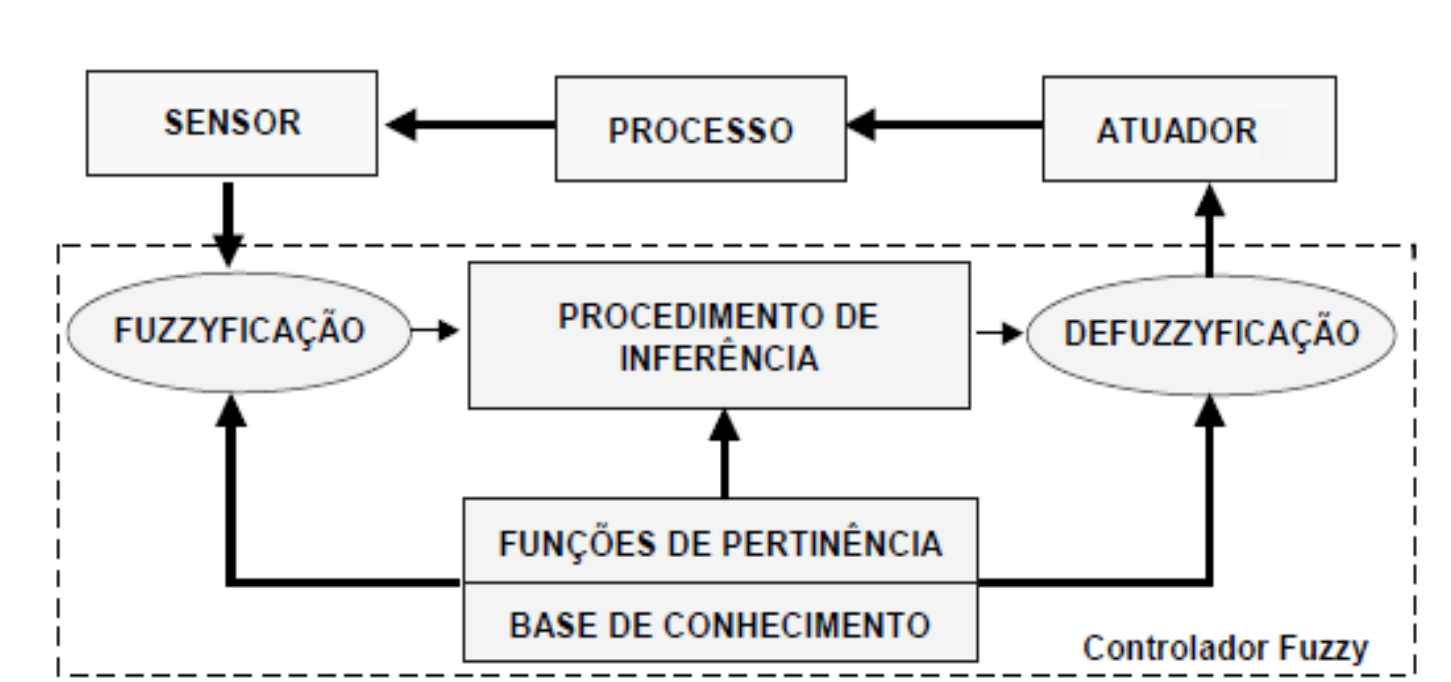 SENSOR
PROCESSO
ATUADOR
FUZZYFICAÇÃO
PROCEDIMENTO DE
INFERÊNCIA
DEFUZZYFICAÇÃO
FUNÇÕES DE PERTINÊNCIA
BASE DE CONHECIMENTO
Controlador Fuzzy